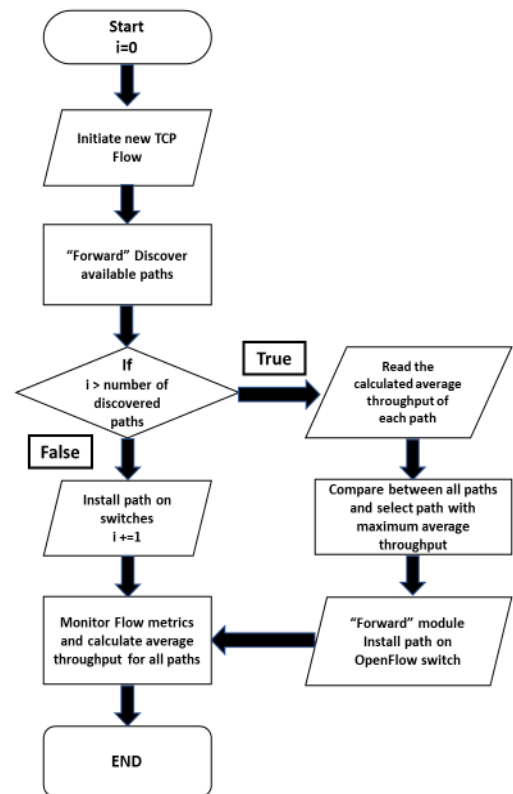 Start
i=0
Initiate new TCP
Flow
“Forward” Discover
available paths
If
i > number of
discovered
paths
True
False
Read the
calculated average
throughput of
each path
Install path on
switches
i +=1
Compare between all paths
and select path with
maximum average
throughput
Monitor Flow metrics
and calculate average
throughput for all paths
“Forward” module
Install path on
OpenFlow switch
END